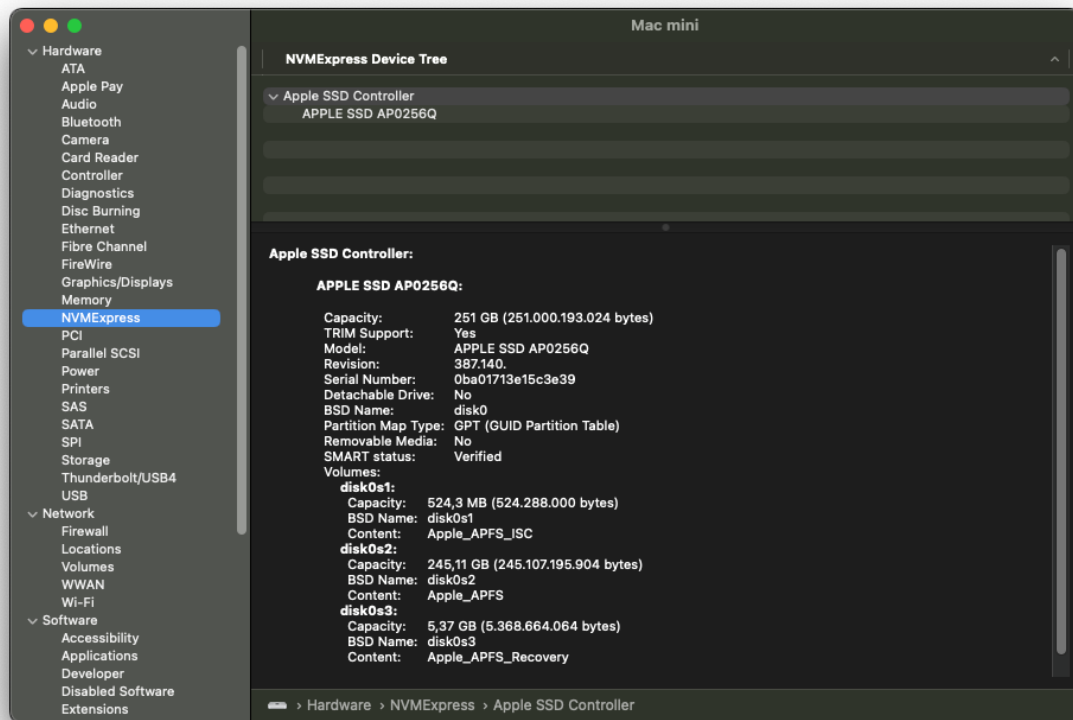 Mac mini
Hardware
ATA
Apple Pay
Audio
Bluetooth
Camera
Card Reader
Controller
Diagnostics
Disc Burning
Ethernet
Fibre Channel
FireWire
Graphics/Displays
Memory
NVMExpress
PCI
Parallel SCSI
Power
Printers
SAS
SATA
SPI
Storage
Thunderbolt/USB4
USB
Network
Firewall
Locations
Volumes
WWAN
Wi-Fi
Software
Accessibility
Applications
Developer
Disabled Software
Extensions
NVMExpress Device Tree
Apple SSD Controller
APPLE SSD AP0256Q
Apple SSD Controller:
APPLE SSD AP0256Q:
Capacity: 251 GB (251.000.193.024 bytes)
TRIM Support: Yes
Model: APPLE SSD AP0256Q
Revision: 387.140.
Serial Number: 0ba01713e15c3e39
Detachable Drive: No
BSD Name: disk0
Partition Map Type: GPT (GUID Partition Table)
Removable Media: No
SMART status: Verified
Volumes:
disk0s1:
Capacity: 524,3 MB (524.288.000 bytes)
BSD Name: disk0s1
Content: Apple_APFS_ISC
disk0s2:
Capacity: 245,11 GB (245.107.195.904 bytes)
BSD Name: disk0s2
Content: Apple_APFS
disk0s3:
Capacity: 5,37 GB (5.368.664.064 bytes)
BSD Name: disk0s3
Content: Apple_APFS_Recovery
› Hardware › NVMExpress › Apple SSD Controller